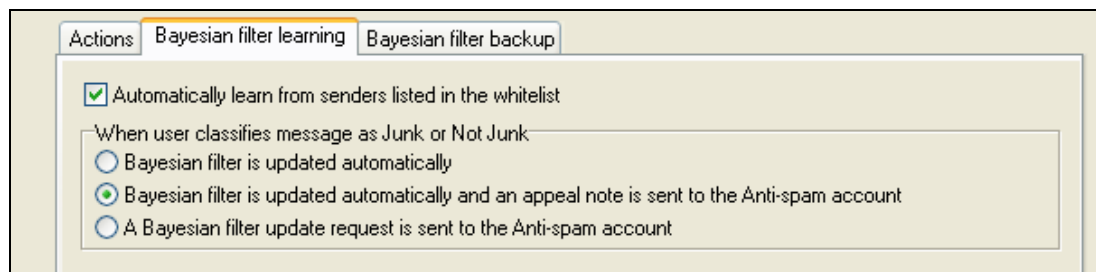 Actions Bayesian filter learning Bayesian filter backup
Automatically learn from senders listed in the whitelist
When user classifies message as Junk or Not Junk
Bayesian filter is updated automatically
Bayesian filter is updated automatically and an appeal note is sent to the Anti-spam account
A Bayesian filter update request is sent to the Anti-spam account